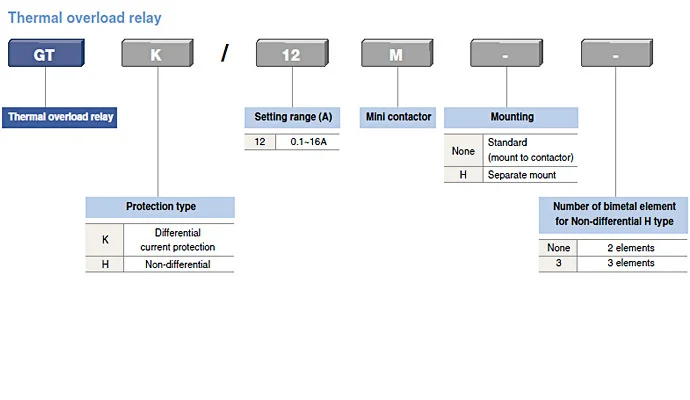 Thermal overload relay
GT K / 12 M - -
Thermal overload relay
Setting range (A)
12 0.1~16A
Mini contactor
Mounting
None Standard
(mount to contactor)
H Separate mount
Protection type
K Differential
current protection
H Non-differential
Number of bimetal element
for Non-differential H type
None 2 elements
3 3 elements